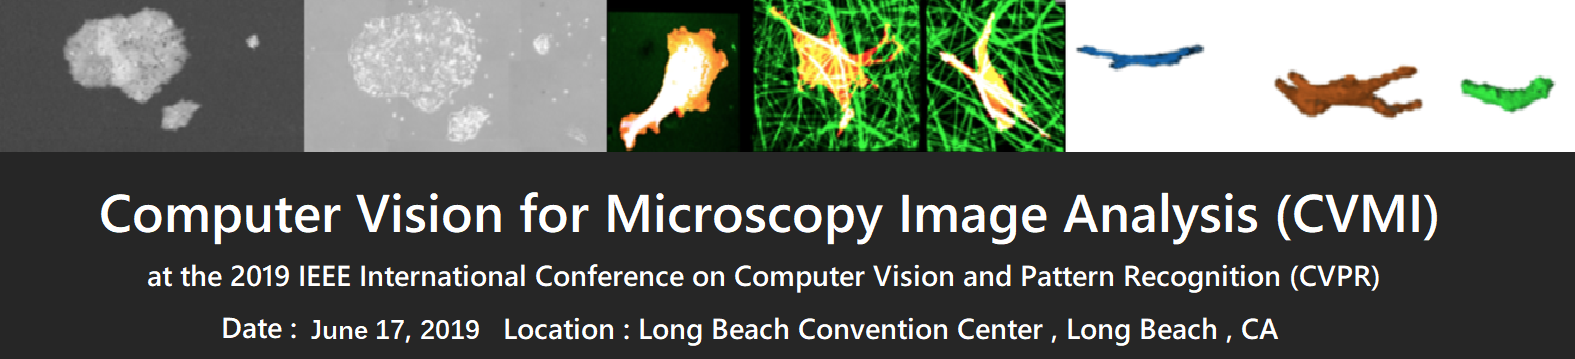 Computer Vision for Microscopy Image Analysis (CVMI)
at the 2019 IEEE International Conference on Computer Vision and Pattern Recognition (CVPR)
Date : June 17, 2019 Location : Long Beach Convention Center , Long Beach , CA